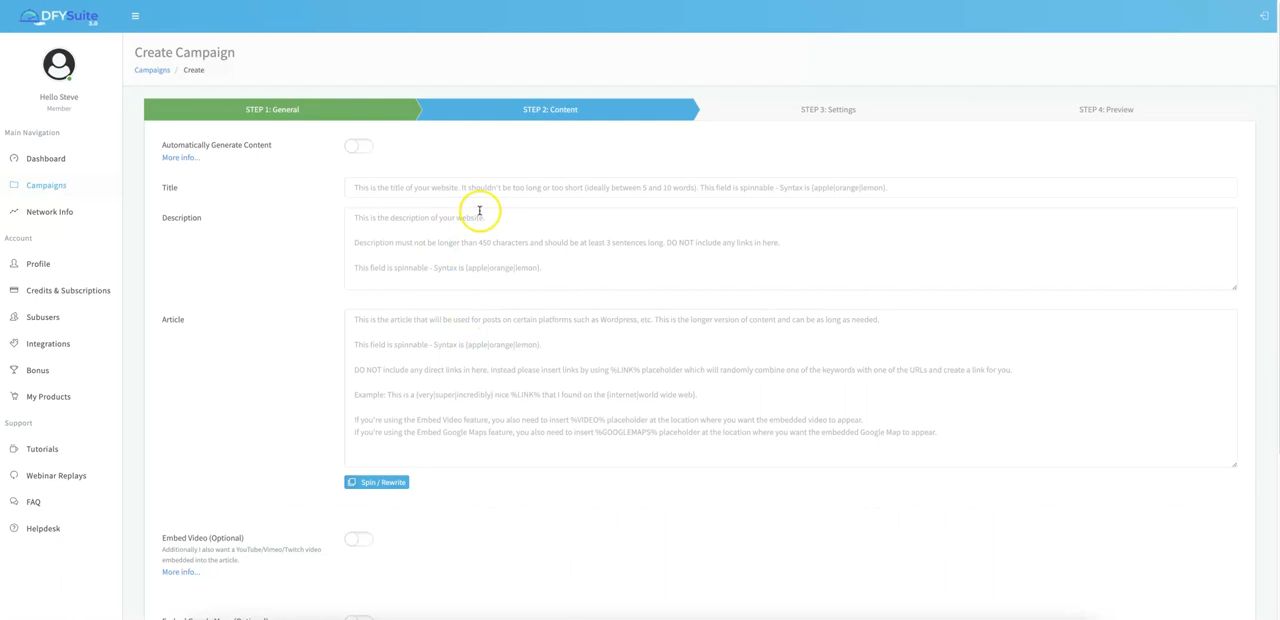 DFYSuite
3.0
Create Campaign
Campaigns / Create
Hello Steve
Member
Main Navigation
Dashboard
Campaigns
Network Info
Account
Profile
Credits & Subscriptions
Subusers
Integrations
Bonus
My Products
Support
Tutorials
Webinar Replays
FAQ
Helpdesk
STEP 1: General
STEP 2: Content
STEP 3: Settings
STEP 4: Preview
Automatically Generate Content
More info...
Title
This is the title of your website. It shouldn't be too long or too short (ideally between 5 and 10 words). This field is spinnable - Syntax is {apple|orange|lemon}.
Description
This is the description of your website.
Description must not be longer than 450 characters and should be at least 3 sentences long. DO NOT include any links in here.
This field is spinnable - Syntax is {apple|orange|lemon}.
Article
This is the article that will be used for posts on certain platforms such as Wordpress, etc. This is the longer version of content and can be as long as needed.
This field is spinnable - Syntax is {apple|orange|lemon}.
DO NOT include any direct links in here. Instead please insert links by using %LINK% placeholder which will randomly combine one of the keywords with one of the URLs and create a link for you.
Example: This is a {very|super|incredibly} nice %LINK% that I found on the {internet|world wide web}.
If you're using the Embed Video feature, you also need to insert %VIDEO% placeholder at the location where you want the embedded video to appear.
If you're using the Embed Google Maps feature, you also need to insert %GOOGLEMAPS% placeholder at the location where you want the embedded Google Map to appear.
Spin / Rewrite
Embed Video (Optional)
Additionally I also want a YouTube/Vimeo/Twitch video
embedded into the article.
More info...